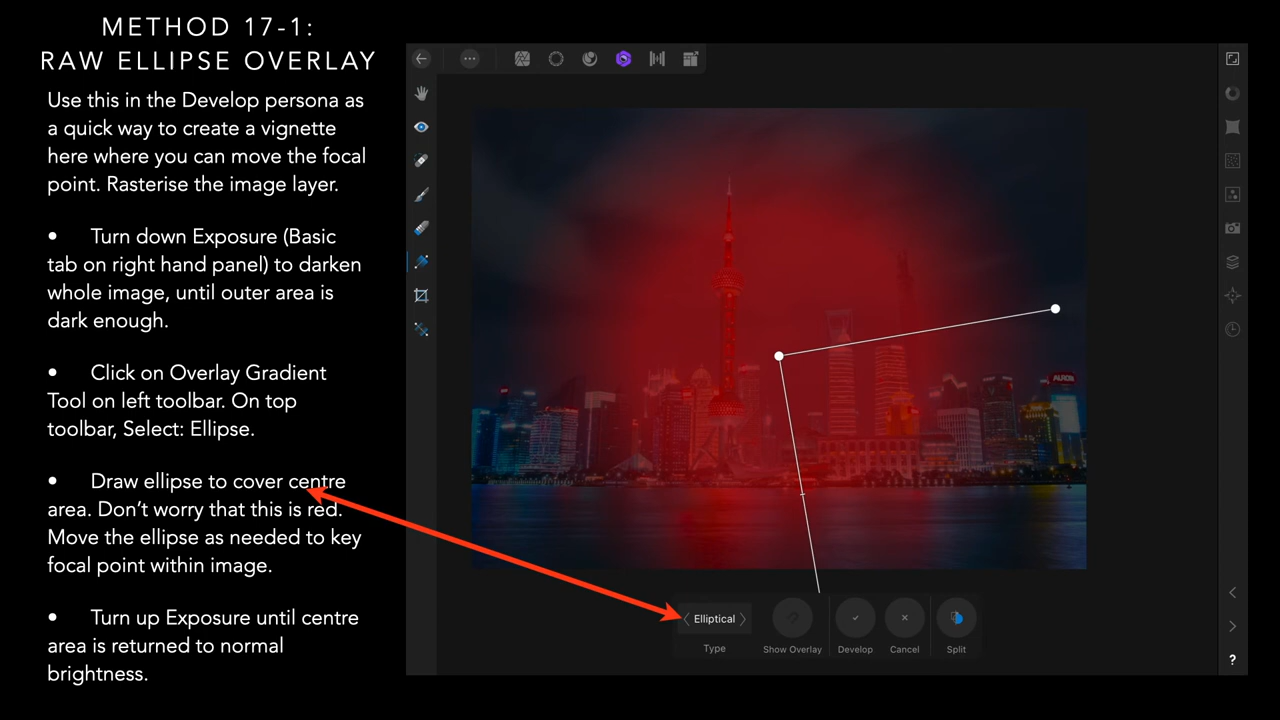 METHOD 17-1:
RAW ELLIPSE OVERLAY
Use this in the Develop persona as
a quick way to create a vignette
here where you can move the focal
point. Rasterise the image layer.
• Turn down Exposure (Basic
tab on right hand panel) to darken
whole image, until outer area is
dark enough.
• Click on Overlay Gradient
Tool on left toolbar. On top
toolbar, Select: Ellipse.
• Draw ellipse to cover centre
area. Don’t worry that this is red.
Move the ellipse as needed to key
focal point within image.
• Turn up Exposure until centre
area is returned to normal
brightness.
AURORA
Elliptical
Type
Show Overlay
Develop
Cancel
Split
?